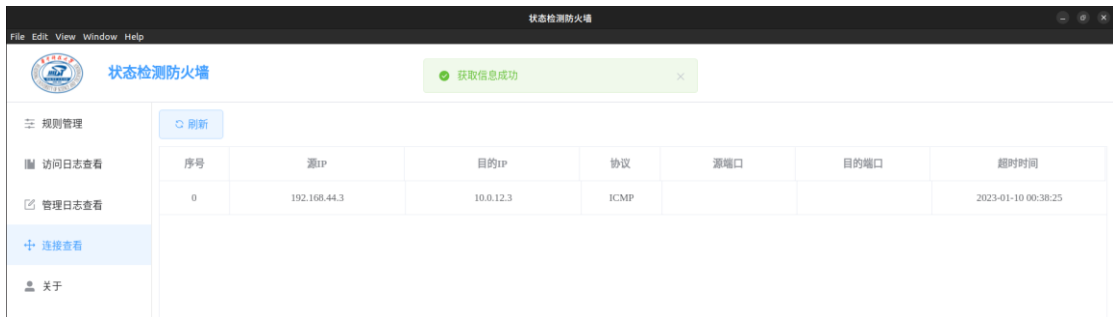 状态检测防火墙
File Edit View Window Help
状态检测防火墙
获取信息成功
规则管理
访问日志查看
管理日志查看
连接查看
关于
刷新
序号 源IP 目的IP 协议 源端口 目的端口 超时时间
0 192.168.44.3 10.0.12.3 ICMP 2023-01-10 00:38:25